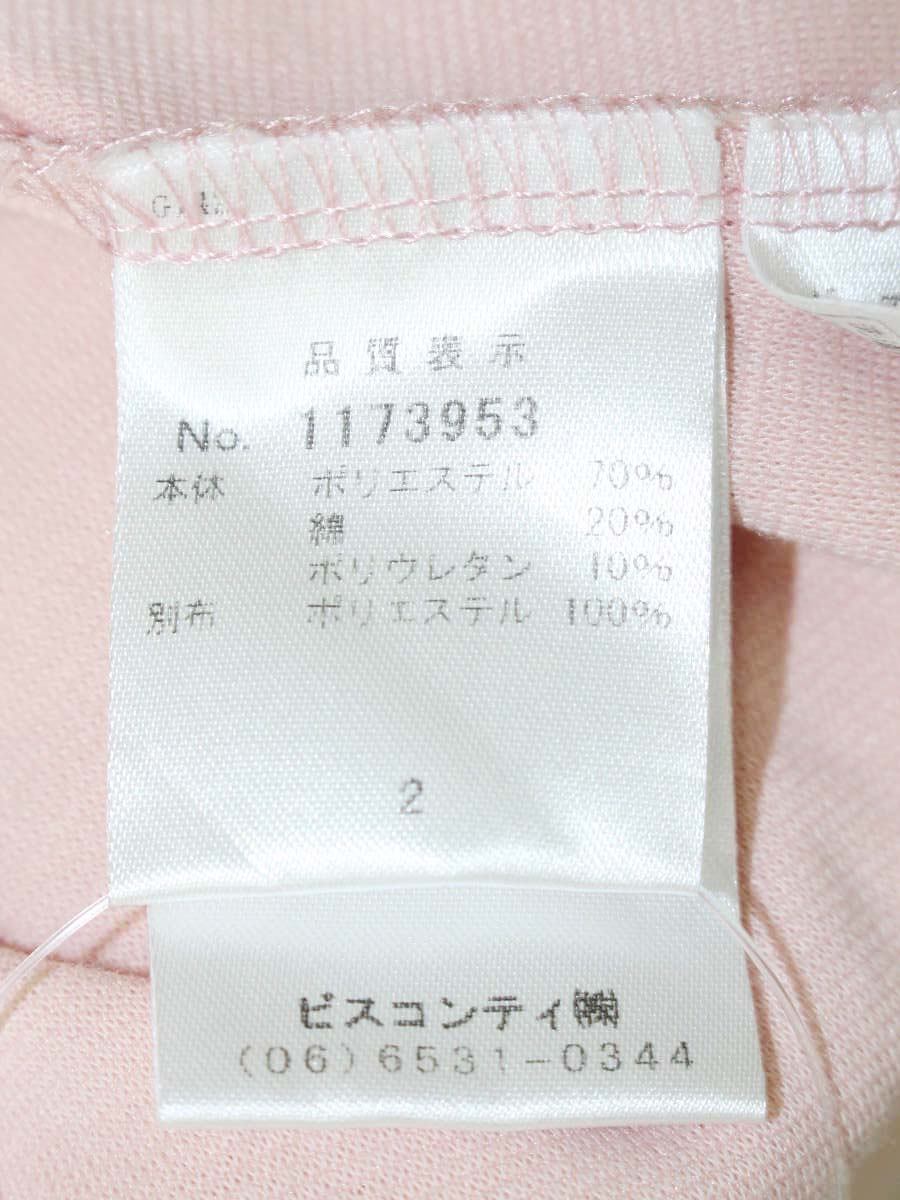 品質表示
No. 1173953
本体 ポリエステル 70%
綿 20%
ポリウレタン 10%
別布 ポリエステル 100%
2
ビスコンティ㈱
(06)6531-0344